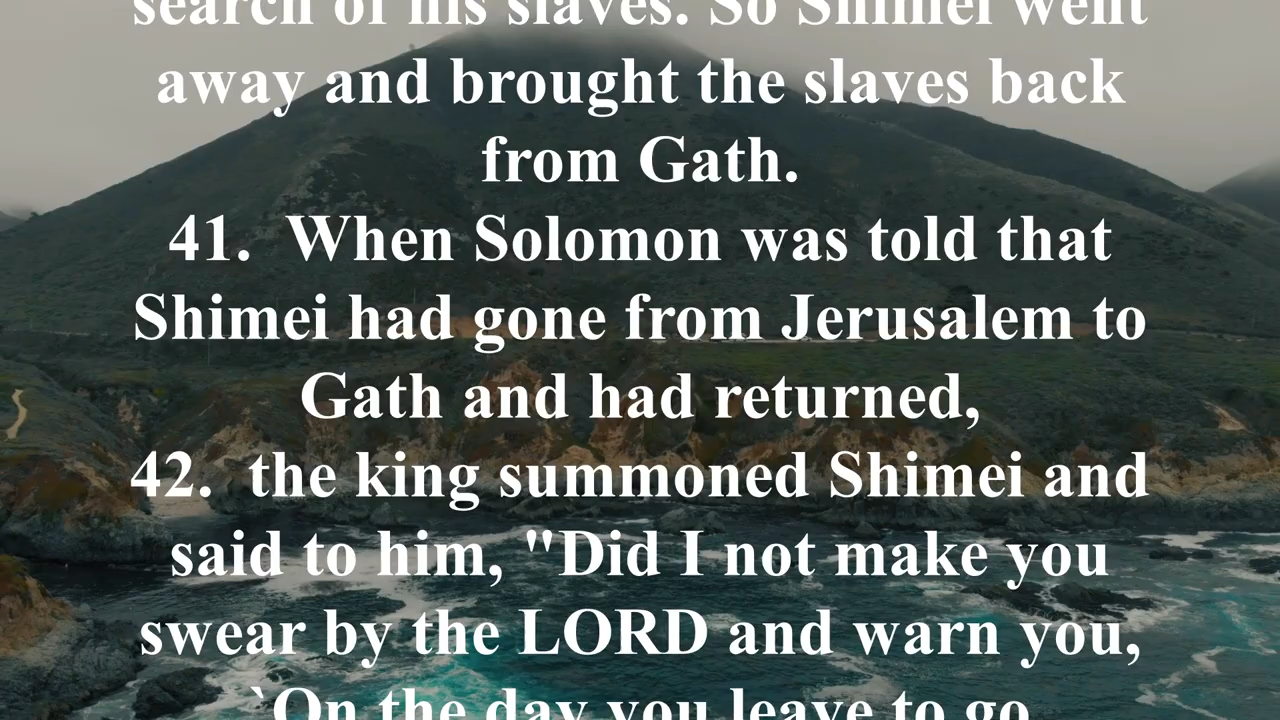 search of his slaves. So Shimei went
away and brought the slaves back
from Gath.
41.  When Solomon was told that
Shimei had gone from Jerusalem to
Gath and had returned,
42.  the king summoned Shimei and
said to him, "Did I not make you
swear by the LORD and warn you,
`On the day you leave to go